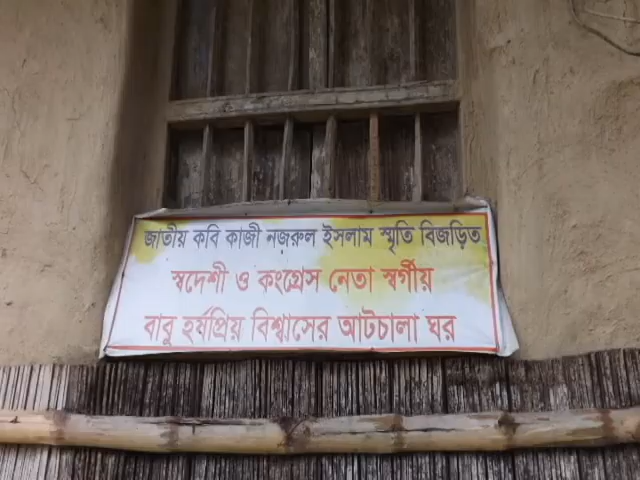 জাতীয় কবি কাজী নজরুল ইসলাম স্মৃতি বিজড়িত
স্বদেশী ও কংগ্রেস নেতা স্বর্গীয়
বাবু হর্ষপ্রিয় বিশ্বাসের আটচালা ঘর